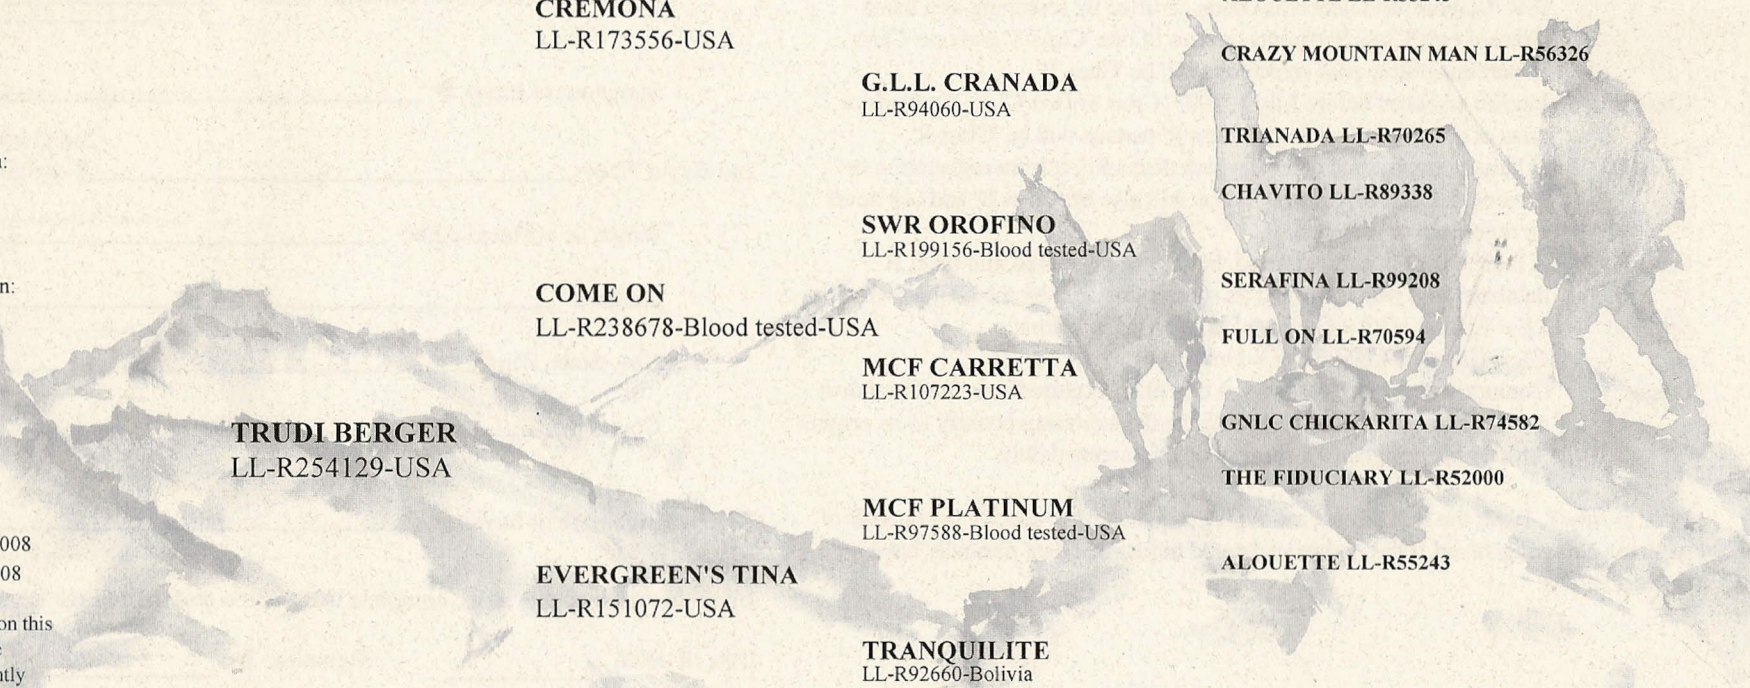 CREMONA
LL-R173556-USA
CRAZY MOUNTAIN MAN LL-R56326
G.L.L. CRANADA
LL-R94060-USA
TRIANADA LL-R70265
CHAVITO LL-R89338
SWR OROFINO
LL-R199156-Blood tested-USA
SERAFINA LL-R99208
COME ON
LL-R238678-Blood tested-USA
FULL ON LL-R70594
MCF CARRETTA
LL-R107223-USA
GNLC CHICKARITA LL-R74582
TRUDI BERGER
LL-R254129-USA
THE FIDUCIARY LL-R52000
MCF PLATINUM
LL-R97588-Blood tested-USA
008
ALOUETTE LL-R55243
08
EVERGREEN'S TINA
LL-R151072-USA
on this
TRANQUILITE
LL-R92660-Bolivia